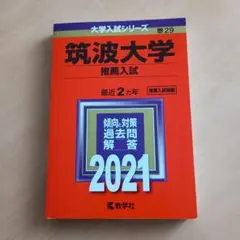 大学入試シリーズ
29
筑波大学
推薦入試
最近2カ年
傾向と対策
過去問
解答
2021
教学社